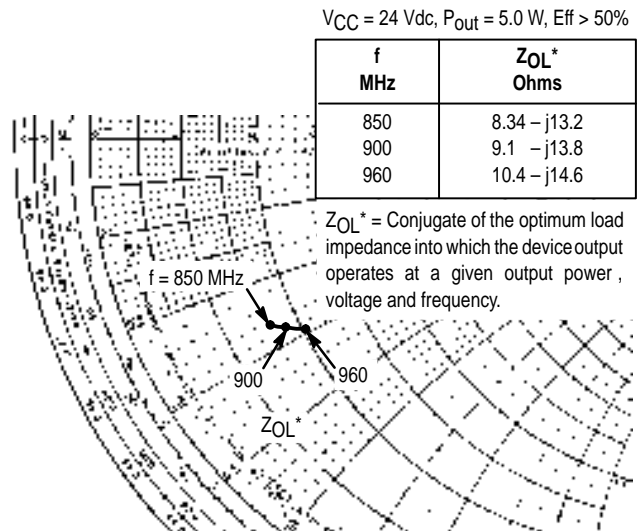 VCC = 24 Vdc, Pout = 5.0 W, Eff > 50%
f
MHz
ZOL*
Ohms
850 8.34 – j13.2
900 9.1 – j13.8
960 10.4 – j14.6
ZOL* = Conjugate of the optimum load
impedance into which the device output
operates at a given output power ,
voltage and frequency.
f = 850 MHz
900
960
ZOL*